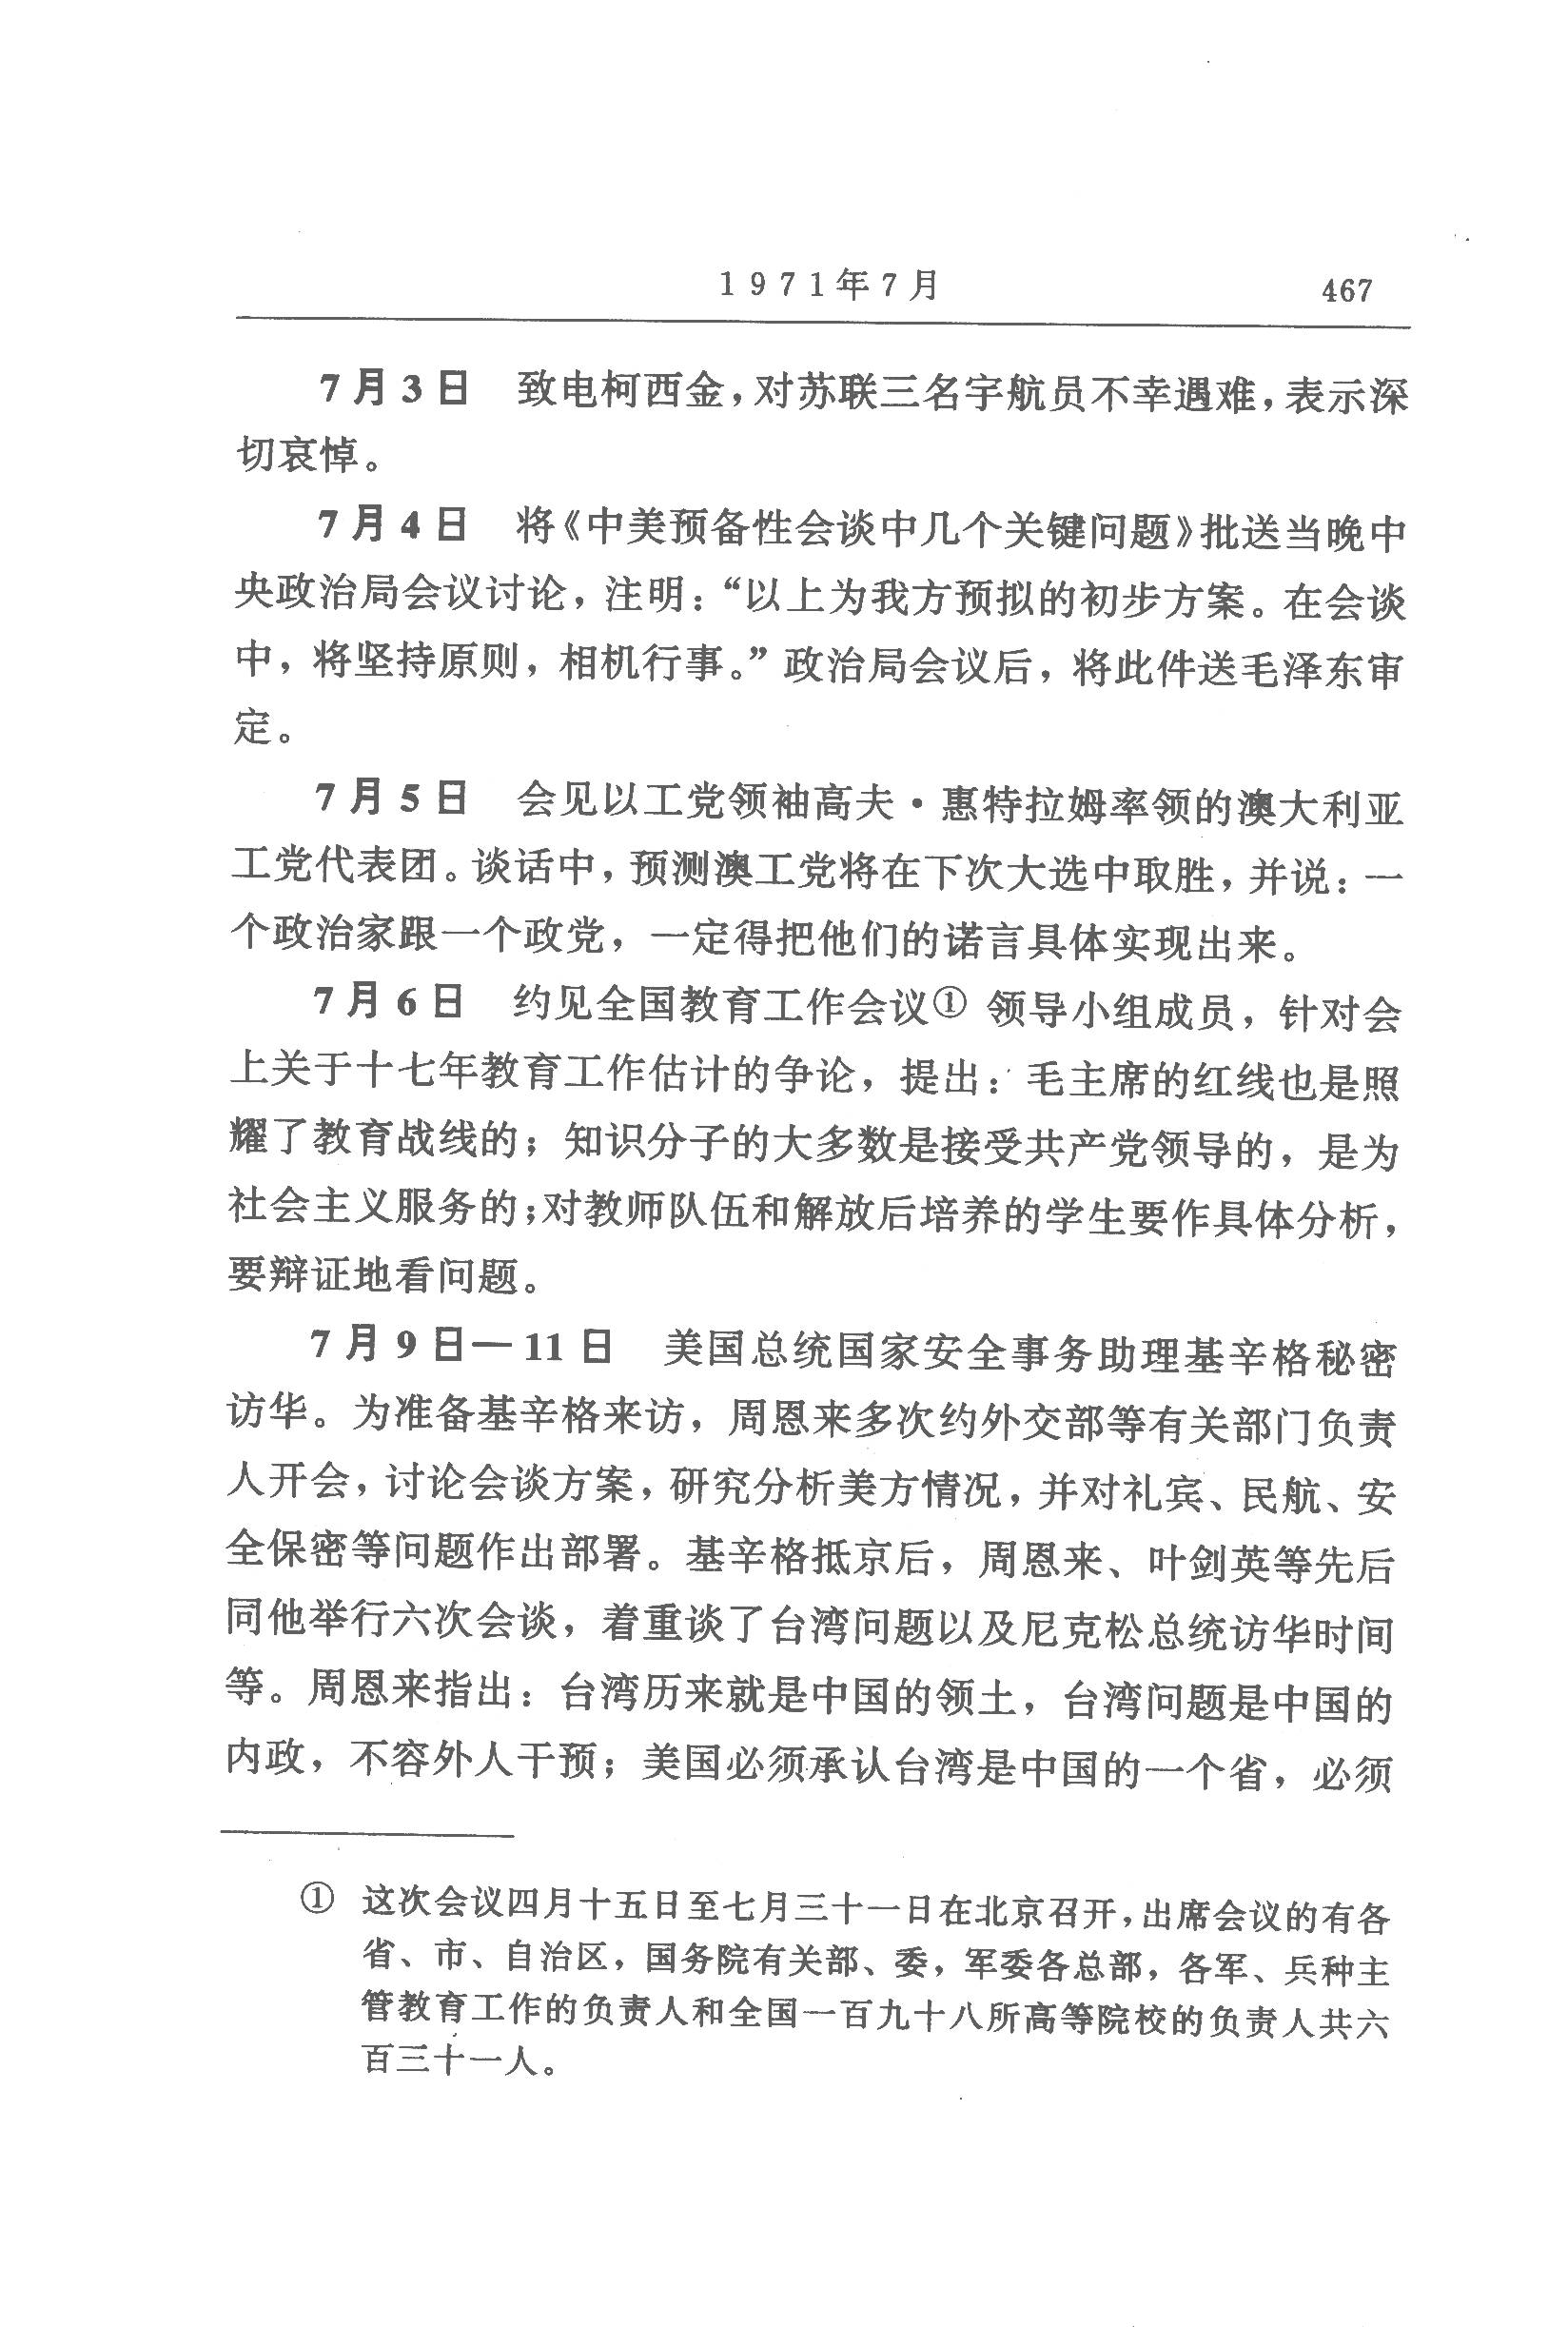 1971年7月 467
7月3日 致电柯西金，对苏联三名宇航员不幸遇难，表示深
切哀悼。
7月4日 将《中美预备性会谈中几个关键问题》批送当晚中
央政治局会议讨论，注明：“以上为我方预拟的初步方案。在会谈
中，将坚持原则，相机行事。”政治局会议后，将此件送毛泽东审
定。
7月5日 会见以工党领袖高夫·惠特拉姆率领的澳大利亚
工党代表团。谈话中，预测澳工党将在下次大选中取胜，并说：一
个政治家跟一个政党，一定得把他们的诺言具体实现出来。
7月6日 约见全国教育工作会议① 领导小组成员，针对会
上关于十七年教育工作估计的争论，提出：毛主席的红线也是照
耀了教育战线的；知识分子的大多数是接受共产党领导的，是为
社会主义服务的；对教师队伍和解放后培养的学生要作具体分析，
要辩证地看问题。
7月9日—11日 美国总统国家安全事务助理基辛格秘密
访华。为准备基辛格来访，周恩来多次约外交部等有关部门负责
人开会，讨论会谈方案，研究分析美方情况，并对礼宾、民航、安
全保密等问题作出部署。基辛格抵京后，周恩来、叶剑英等先后
同他举行六次会谈，着重谈了台湾问题以及尼克松总统访华时间
等。周恩来指出：台湾历来就是中国的领土，台湾问题是中国的
内政，不容外人干预；美国必须承认台湾是中国的一个省，必须
① 这次会议四月十五日至七月三十一日在北京召开，出席会议的有各
省、市、自治区，国务院有关部、委，军委各总部，各军、兵种主
管教育工作的负责人和全国一百九十八所高等院校的负责人共六
百三十一人。